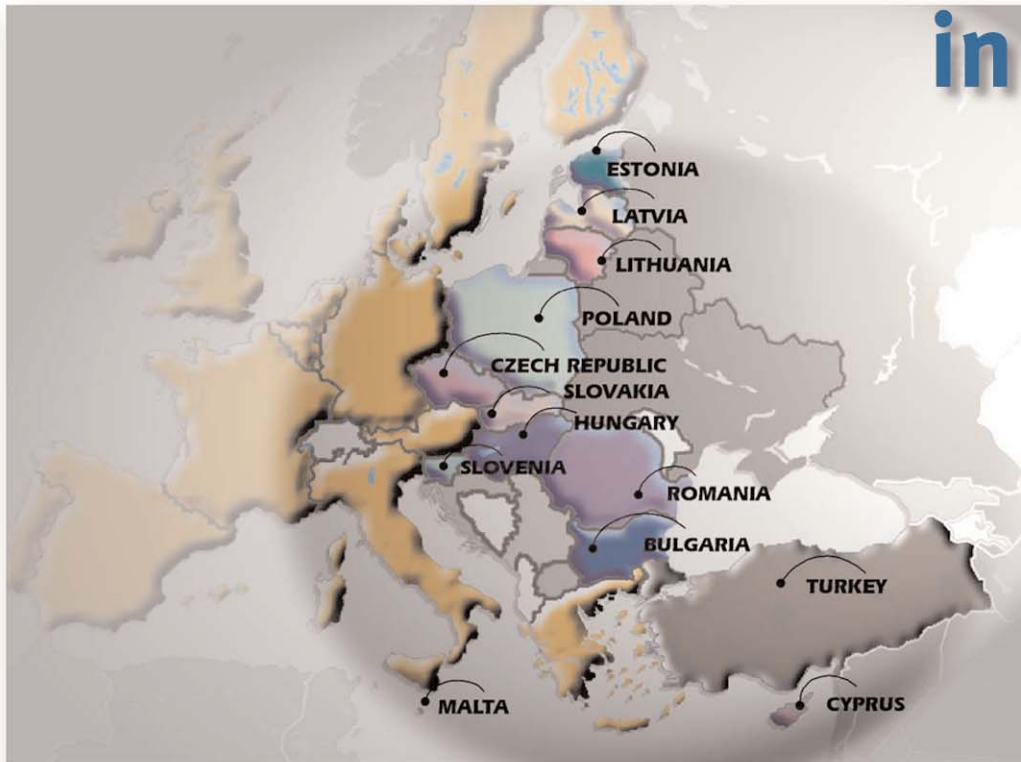 in
ESTONIA
LATVIA
LITHUANIA
POLAND
CZECH REPUBLIC
SLOVAKIA
HUNGARY
SLOVENIA
ROMANIA
BULGARIA
TURKEY
MALTA
CYPRUS